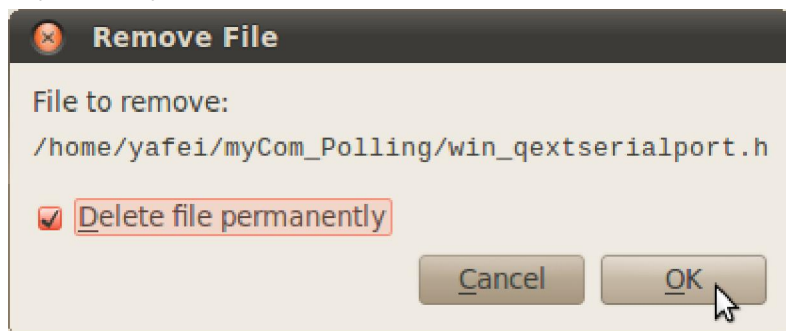 Remove File
File to remove:
/home/yafei/myCom_Polling/win_qextserialport.h
Delete file permanently
Cancel OK